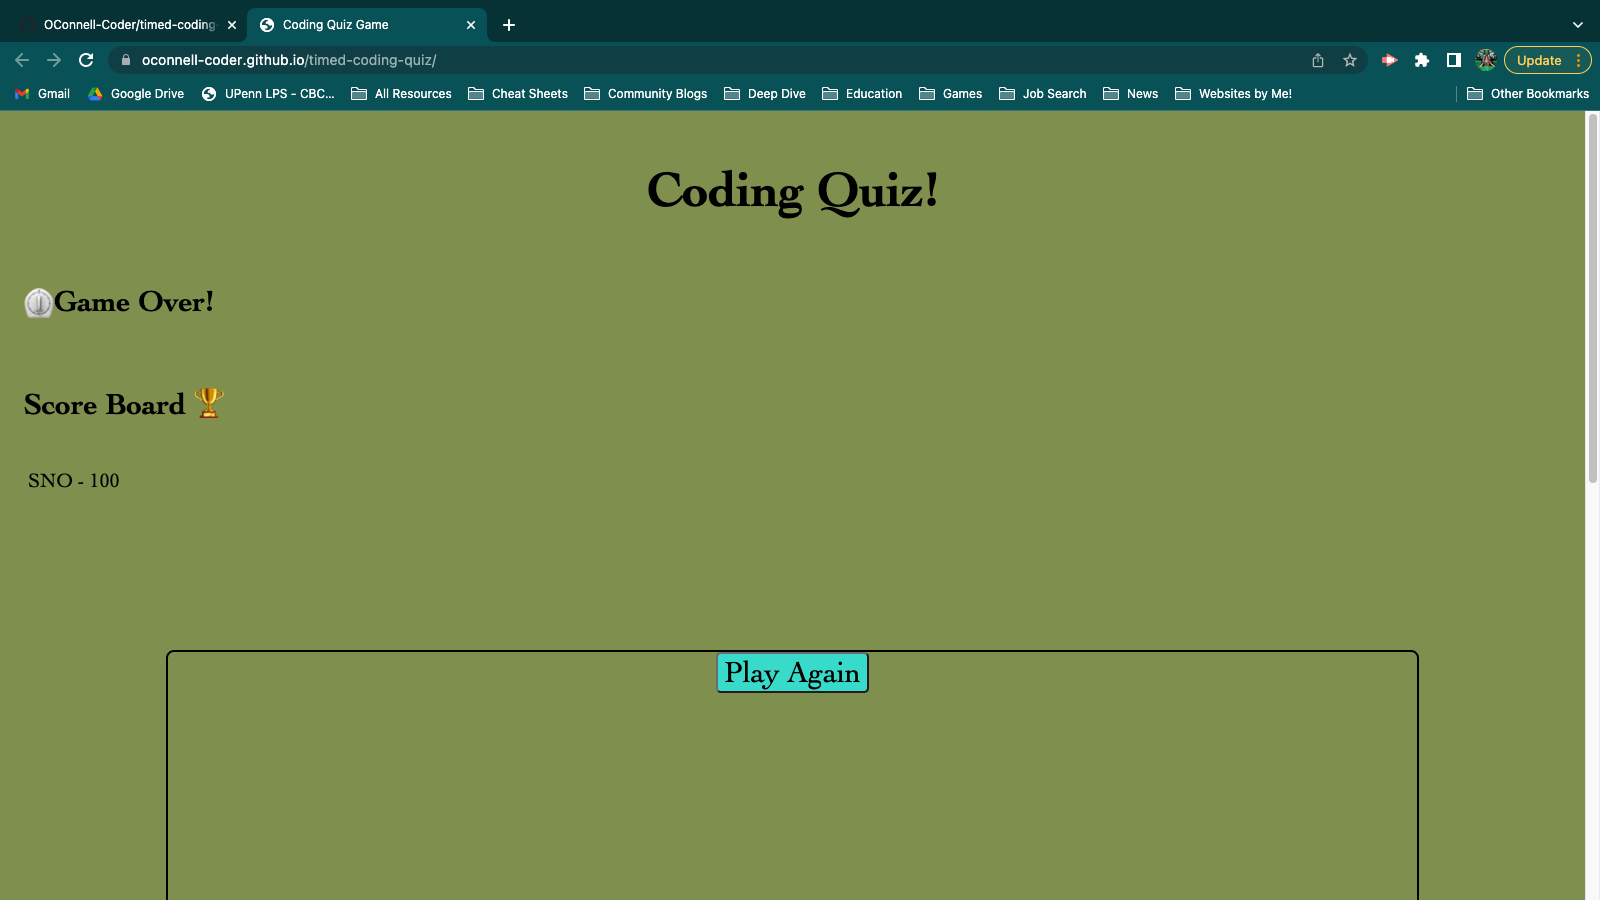 OConnell-Coder/timed-coding-
Coding Quiz Game
oconnell-coder.github.io/timed-coding-quiz/
Update
Gmail
Google Drive
UPenn LPS - CBC...
All Resources
Cheat Sheets
Community Blogs
Deep Dive
Education
Games
Job Search
News
Websites by Me!
Other Bookmarks
Coding Quiz!
Game Over!
Score Board 🏆
SNO - 100
Play Again